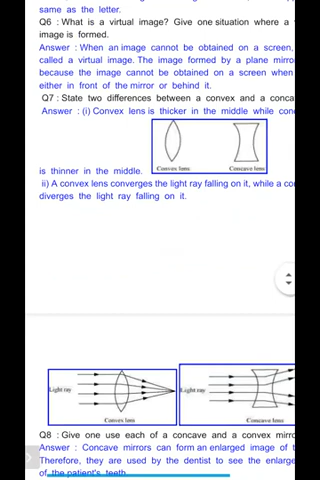 same as the letter.
Q6 : What is a virtual image? Give one situation where a
image is formed.
Answer : When an image cannot be obtained on a screen,
called a virtual image. The image formed by a plane
because the image cannot be obtained on a screen when
either in front of the mirror or behind it.
Q7 : State two differences between a convex and a
Answer : (i) Convex lens is thicker in the middle while
Convex lens Concave lens
is thinner in the middle.
ii) A convex lens converges the light ray falling on it, while a
diverges the light ray falling on it.
Light ray Light ray
Convex lens Concave lens
Q8 : Give one use each of a concave and a convex
Answer : Concave mirrors can form an enlarged image of
Therefore, they are used by the dentist to see the
of the patient's teeth